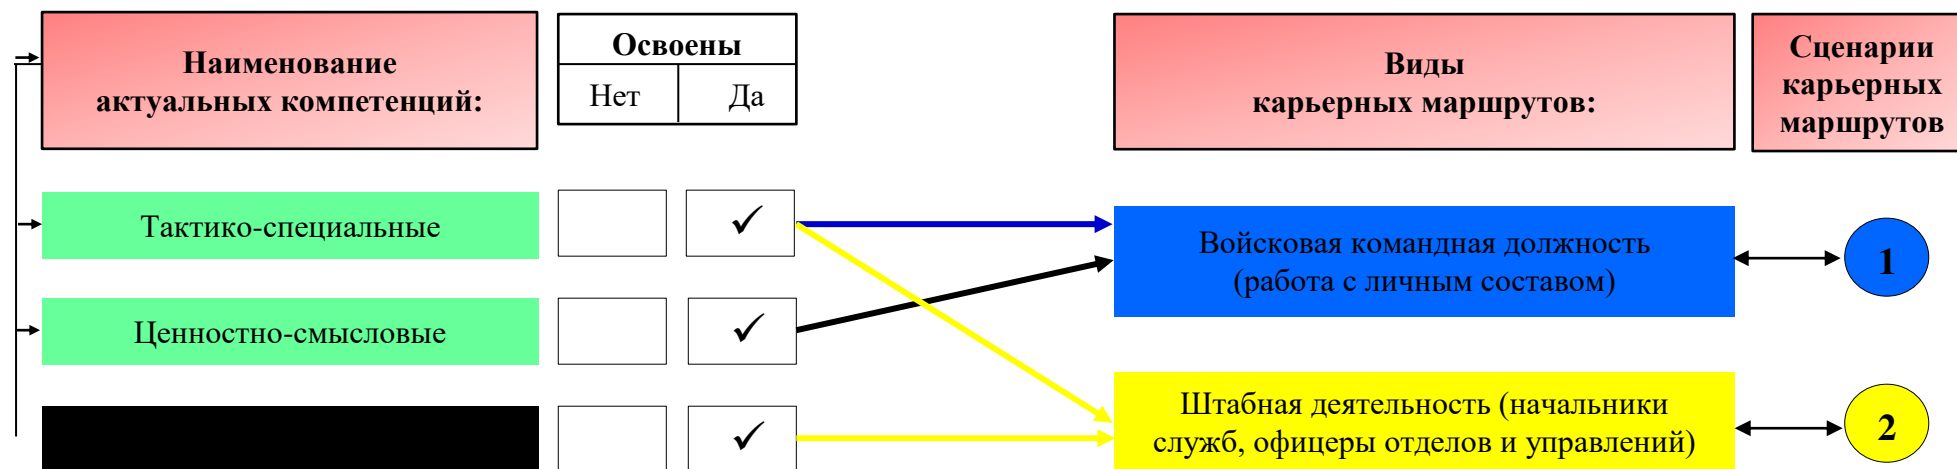 Наименование
актуальных компетенций:
Освоены
Нет
Да
Виды
карьерных маршрутов:
Сценарии
карьерных
маршрутов
Тактико-специальные
✓
Войсковая командная должность
(работа с личным составом)
1
Ценностно-смысловые
✓
Штабная деятельность (начальники
служб, офицеры отделов и управлений)
2
✓